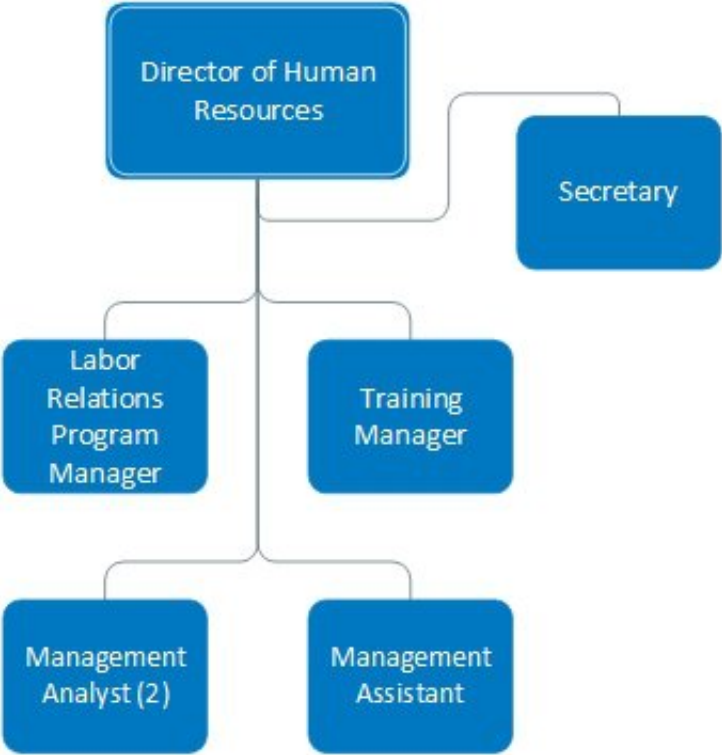 Director of Human
Resources
Secretary
Labor
Relations
Program
Manager
Training
Manager
Management
Analyst (2)
Management
Assistant